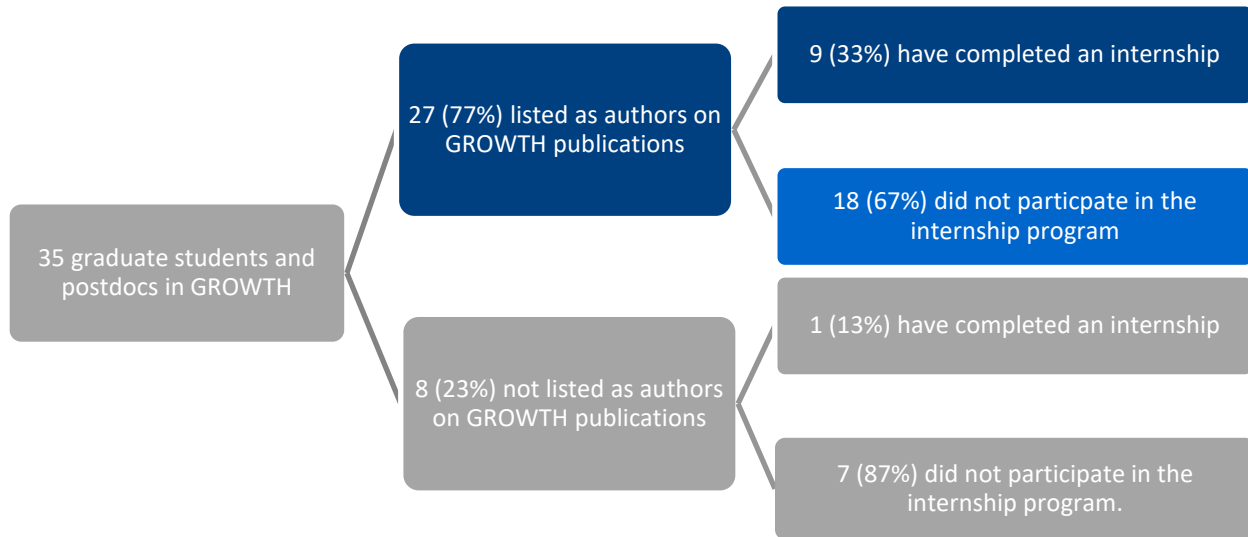 35 graduate students and
postdocs in GROWTH
27 (77%) listed as authors on
GROWTH publications
9 (33%) have completed an internship
18 (67%) did not particpate in the
internship program
8 (23%) not listed as authors
on GROWTH publications
1 (13%) have completed an internship
7 (87%) did not participate in the
internship program.